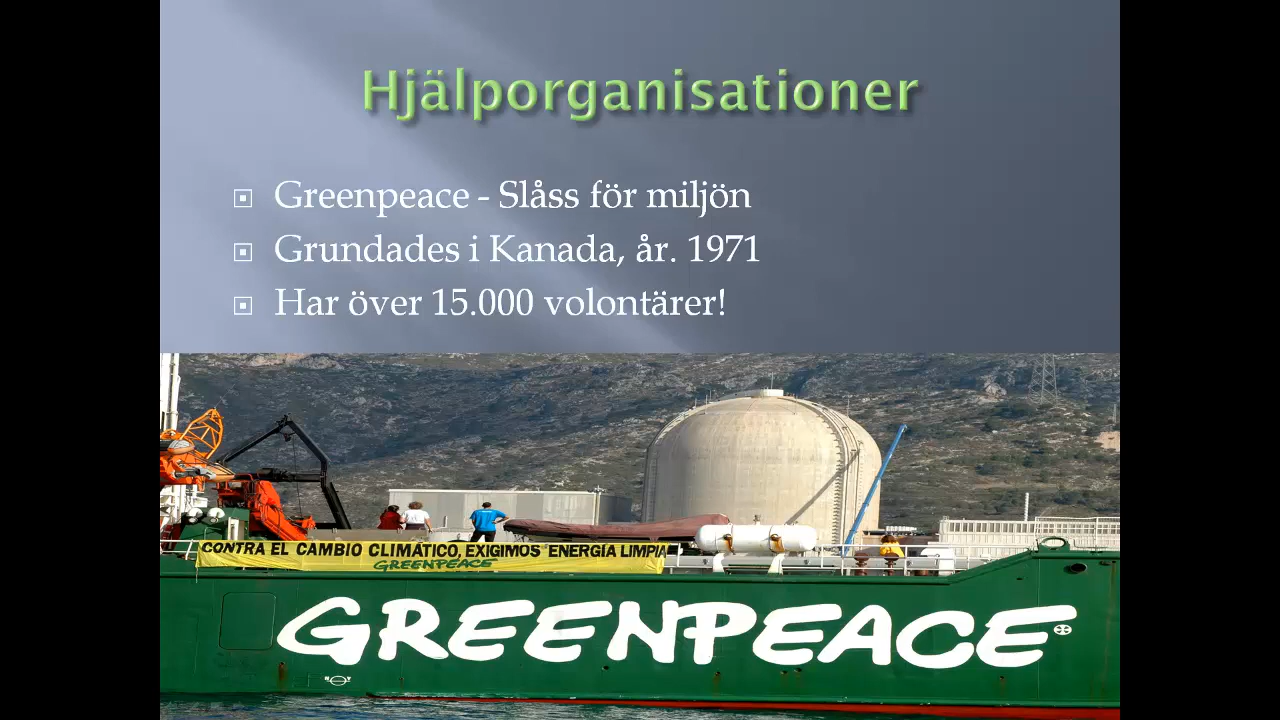 Hjälporganisationer
Greenpeace - Slåss för miljön
Grundades i Kanada, år. 1971
Har över 15.000 volontärer!
CONTRA EL CAMBIO CLIMÁTICO, EXIGIMOS ENERGÍA LIMPIA
GREENPEACE
GREENPEACE